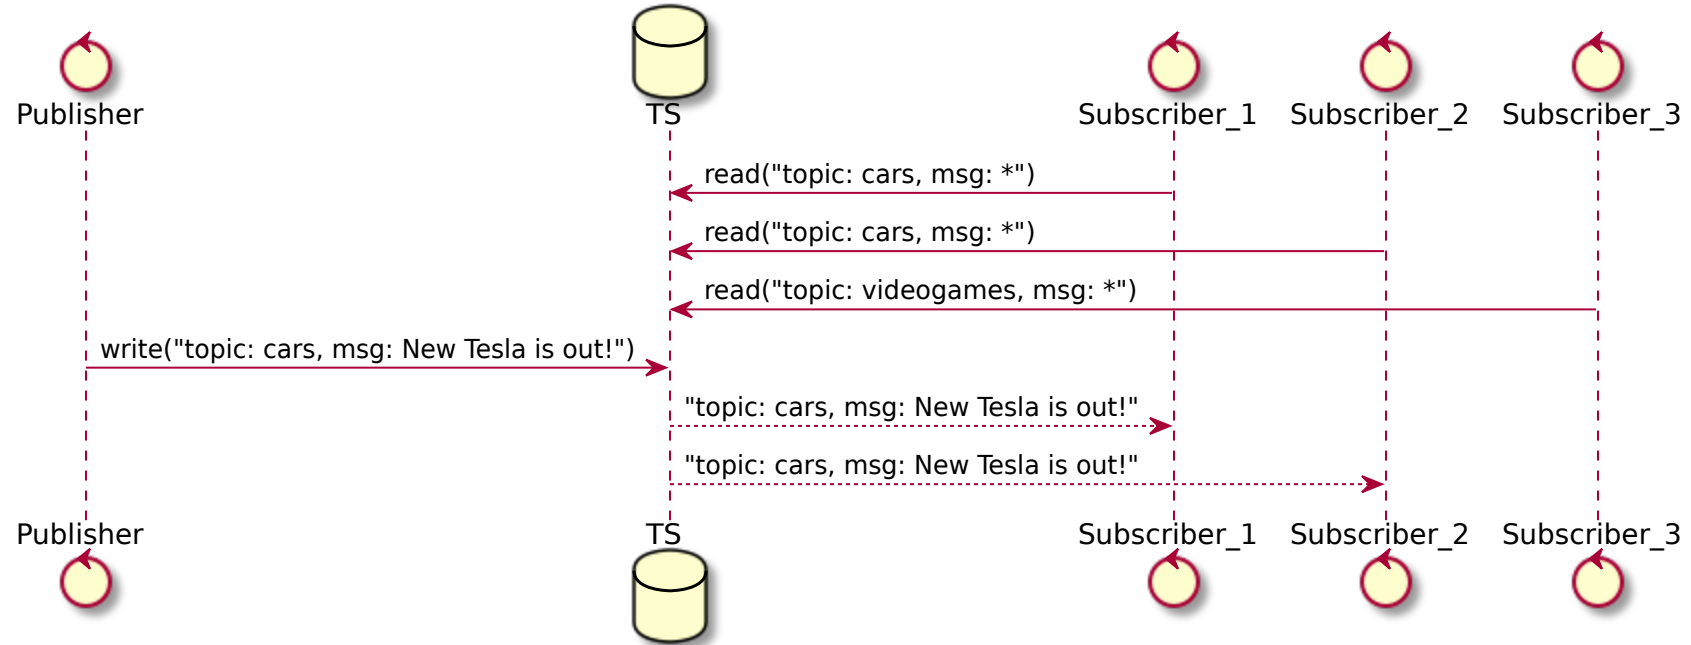 Publisher
TS
Subscriber_1
Subscriber_2
Subscriber_3
read("topic: cars, msg: *")
read("topic: cars, msg: *")
read("topic: videogames, msg: *")
write("topic: cars, msg: New Tesla is out!")
"topic: cars, msg: New Tesla is out!"
"topic: cars, msg: New Tesla is out!"
Publisher
TS
Subscriber_1
Subscriber_2
Subscriber_3